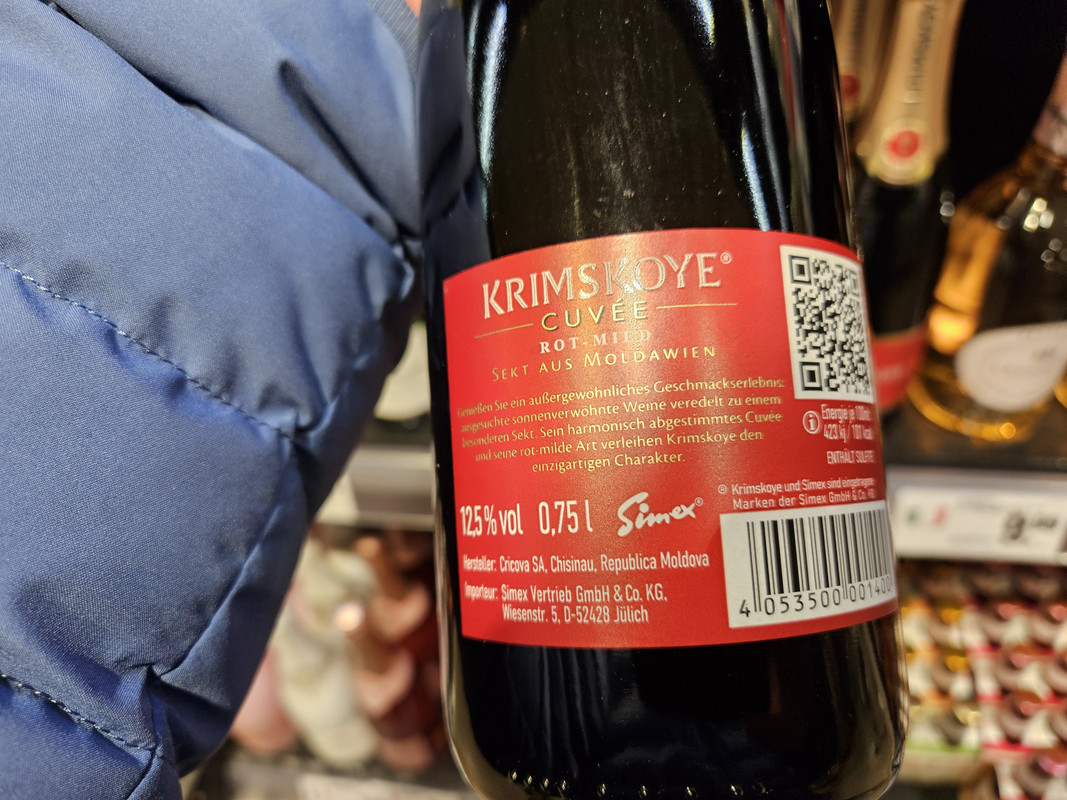 KRIMSKOYE®
CUVÉE
ROT-MILD
SEKT AUS MOLDAWIEN
Genießen Sie ein außergewöhnliches Geschmackserlebnis:
ausgesuchte sonnenverwöhnte Weine veredelt zu einem
besonderen Sekt. Sein harmonisch abgestimmtes Cuvée
und seine rot-milde Art verleihen Krimskoye den
einzigartigen Charakter.
12,5 % vol 0,75 l Simex®
Hersteller: Cricova SA, Chisinau, Republica Moldova
Importeur: Simex Vertrieb GmbH & Co. KG,
Wiesenstr. 5, D-52428 Jülich
Energie je 100ml:
423 kj / 101 kcal
ENTHÄLT SULFITE
® Krimskoye und Simex sind eingetragene
Marken der Simex GmbH & Co. KG
4 053500 001400